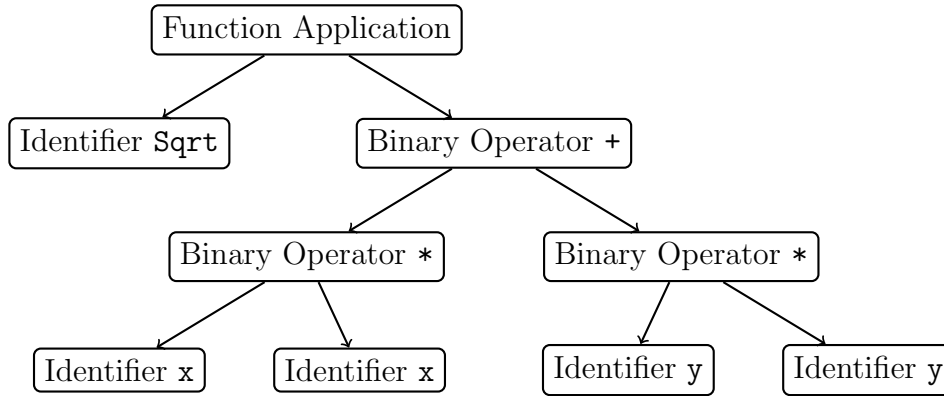 Function Application
Identifier Sqrt
Binary Operator +
Binary Operator *
Binary Operator *
Identifier x
Identifier x
Identifier y
Identifier y